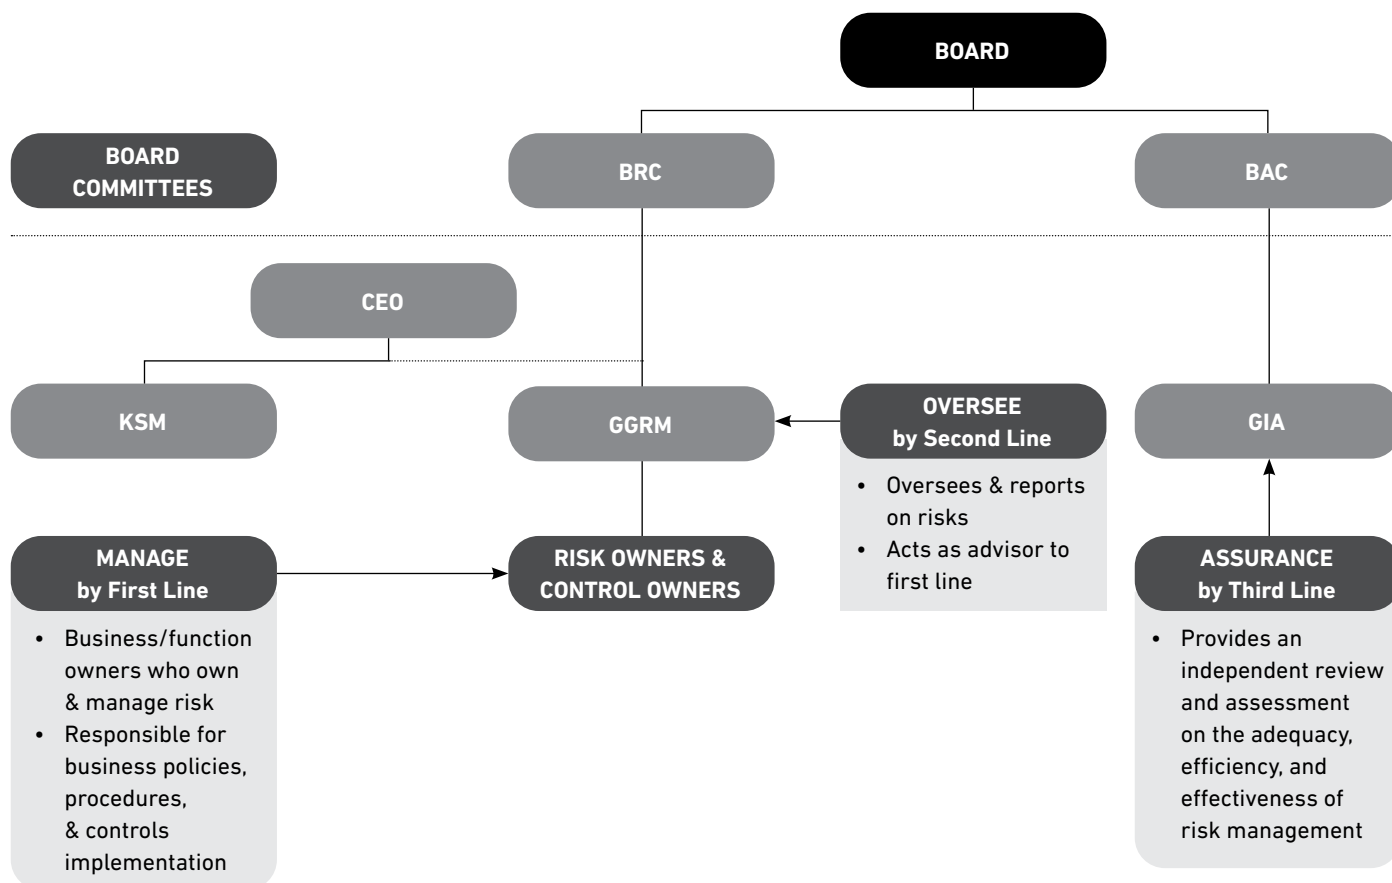 BOARD
BOARD
COMMITTEES
BRC
BAC
CEO
KSM
GGRM
OVERSEE
by Second Line
• Oversees & reports
on risks
• Acts as advisor to
first line
GIA
MANAGE
by First Line
• Business/function
owners who own
& manage risk
• Responsible for
business policies,
procedures,
& controls
implementation
RISK OWNERS &
CONTROL OWNERS
ASSURANCE
by Third Line
• Provides an
independent review
and assessment
on the adequacy,
efficiency, and
effectiveness of
risk management